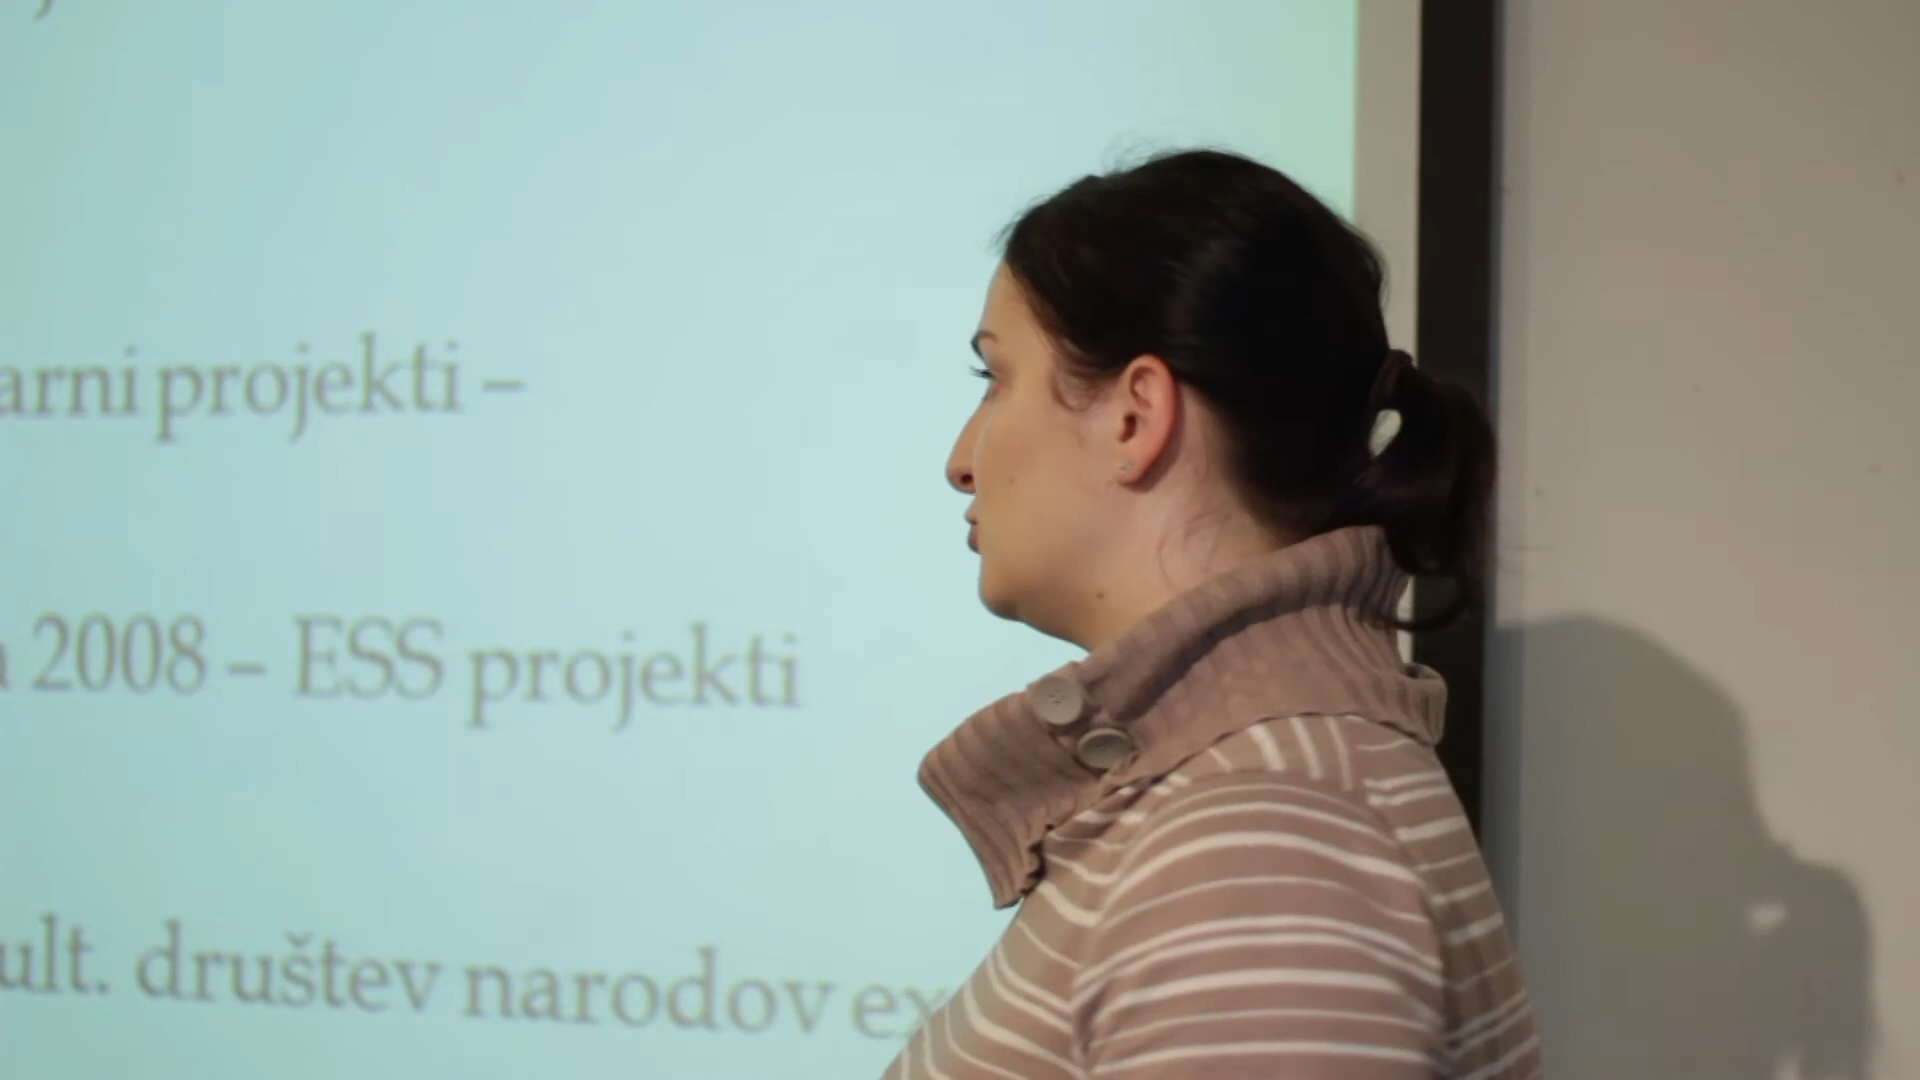 arni projekti –
2008 – ESS projekti
ult. društev narodov ex